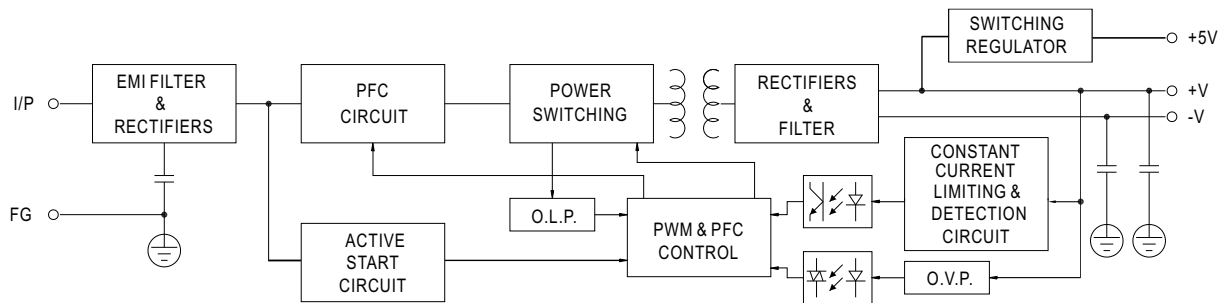 SWITCHING
REGULATOR
+5V
I/P
EMI FILTER
&
RECTIFIERS
PFC
CIRCUIT
POWER
SWITCHING
RECTIFIERS
&
FILTER
+V
-V
FG
O.L.P.
PWM & PFC
CONTROL
CONSTANT
CURRENT
LIMITING &
DETECTION
CIRCUIT
ACTIVE
START
CIRCUIT
O.V.P.